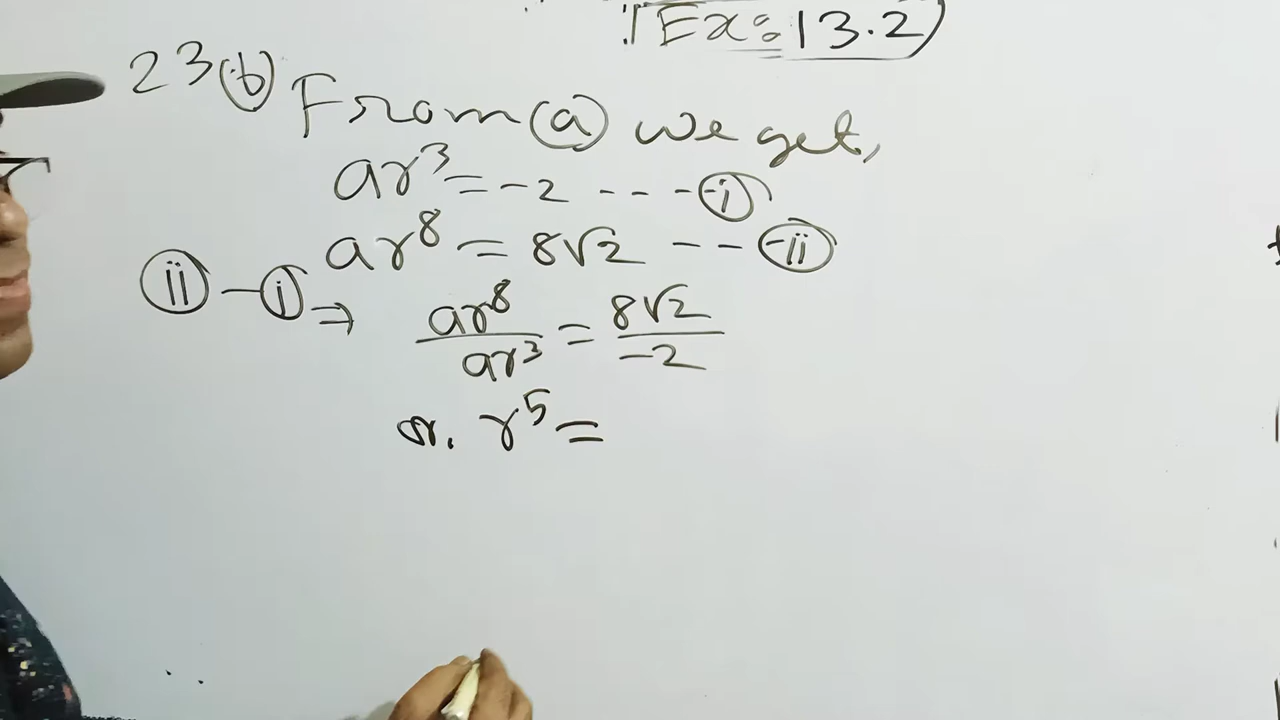 Ex: 13.2
23 (b) From (a) we get,
ar³ = -2 - - - (i)
ar⁸ = 8√2 - - - (ii)
(ii) - (i) ⇒ ar⁸/ar³ = 8√2/-2
or, r⁵ =